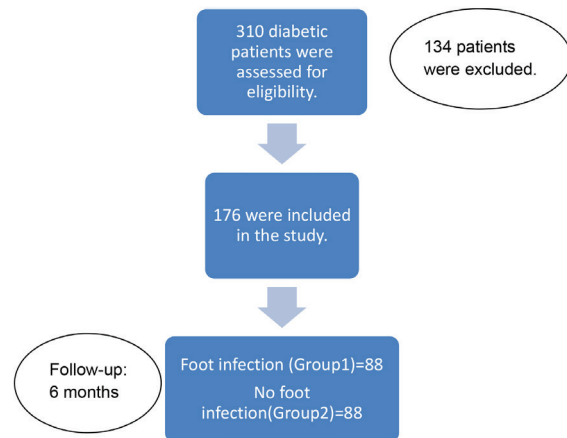 310 diabetic
patients were
assessed for
eligibility.
134 patients
were excluded.
176 were included
in the study.
Follow-up:
6 months
Foot infection (Group1)=88
No foot
infection(Group2)=88